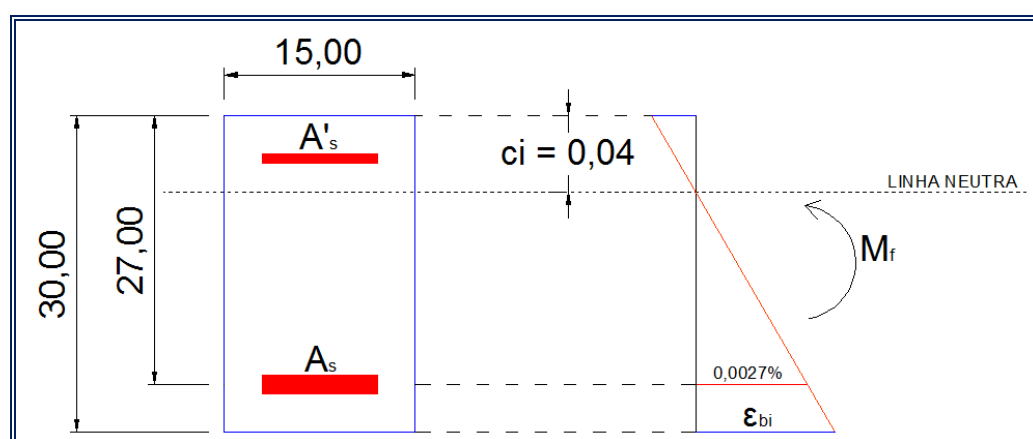 15,00
A's
ci = 0,04
LINHA NEUTRA
Mf
27,00
30,00
As
0,0027%
εbi